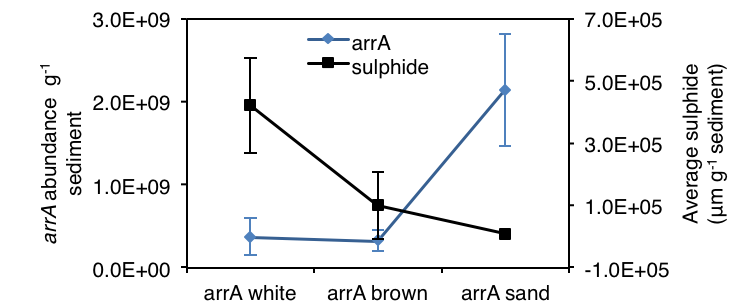 3.0E+09
2.0E+09
1.0E+09
0.0E+00
arrA abundance g-1
sediment
arrA
sulphide
7.0E+05
5.0E+05
3.0E+05
1.0E+05
-1.0E+05
Average sulphide
(µm g-1 sediment)
arrA white
arrA brown
arrA sand